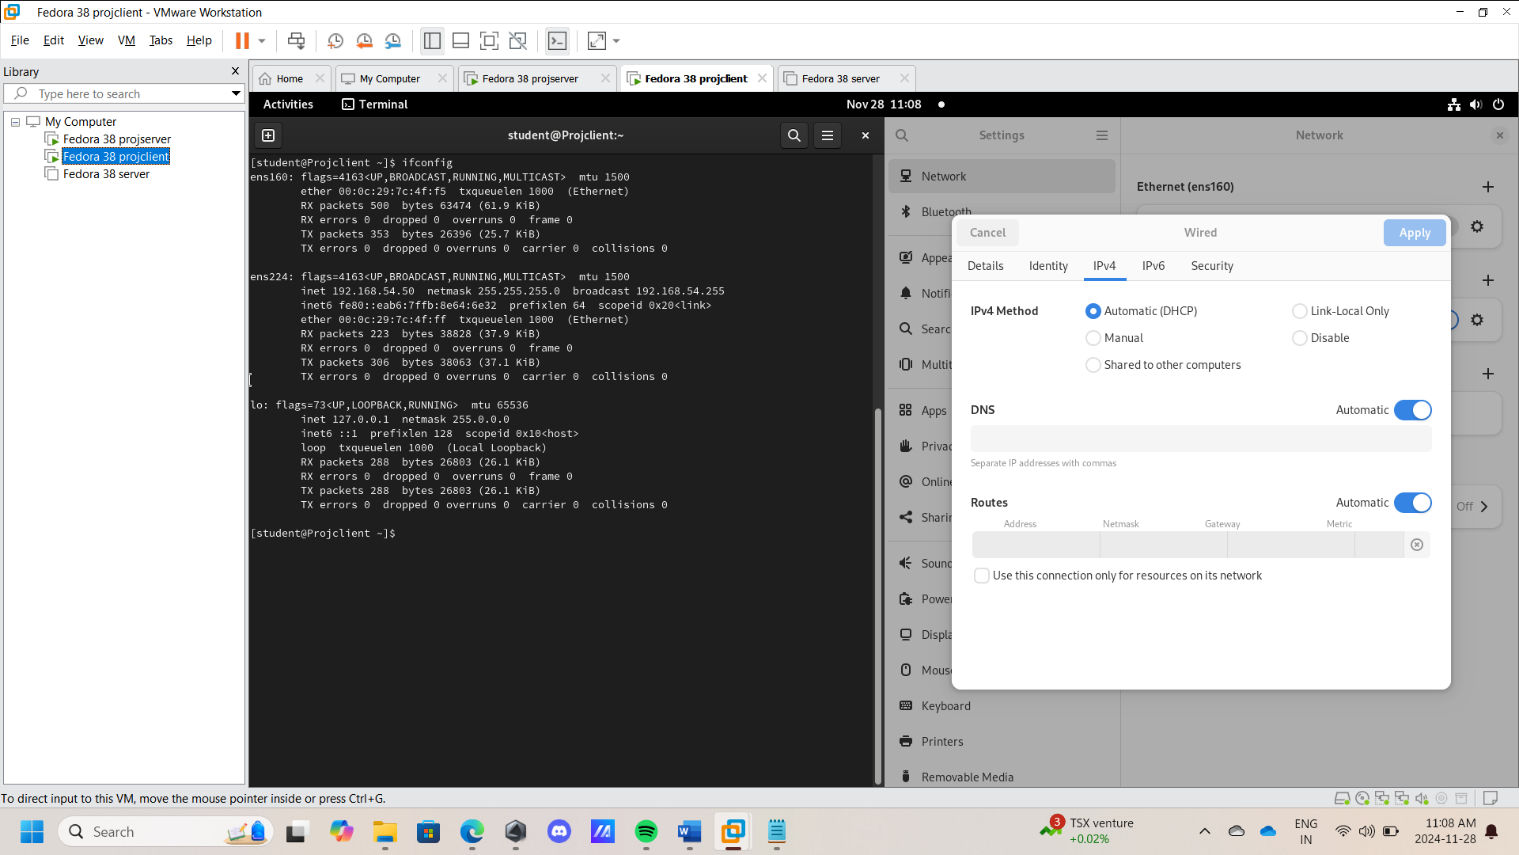 Fedora 38 projclient - VMware Workstation
File Edit View VM Tabs Help
Library
Type here to search
My Computer
Fedora 38 projserver
Fedora 38 projclient
Fedora 38 server
Home
My Computer
Fedora 38 projserver
Fedora 38 projclient
Fedora 38 server
Activities
Terminal
Nov 28 11:08
student@Projclient:~
[student@Projclient ~]$ ifconfig
ens160: flags=4163<UP,BROADCAST,RUNNING,MULTICAST> mtu 1500
ether 00:0c:29:7c:4f:f5 txqueuelen 1000 (Ethernet)
RX packets 500 bytes 63474 (61.9 KiB)
RX errors 0 dropped 0 overruns 0 frame 0
TX packets 353 bytes 26396 (25.7 KiB)
TX errors 0 dropped 0 overruns 0 carrier 0 collisions 0
ens224: flags=4163<UP,BROADCAST,RUNNING,MULTICAST> mtu 1500
inet 192.168.54.50 netmask 255.255.255.0 broadcast 192.168.54.255
inet6 fe80::eab6:7ffb:8e64:6e32 prefixlen 64 scopeid 0x20<link>
ether 00:0c:29:7c:4f:ff txqueuelen 1000 (Ethernet)
RX packets 223 bytes 38828 (37.9 KiB)
RX errors 0 dropped 0 overruns 0 frame 0
TX packets 306 bytes 38063 (37.1 KiB)
TX errors 0 dropped 0 overruns 0 carrier 0 collisions 0
lo: flags=73<UP,LOOPBACK,RUNNING> mtu 65536
inet 127.0.0.1 netmask 255.0.0.0
inet6 ::1 prefixlen 128 scopeid 0x10<host>
loop txqueuelen 1000 (Local Loopback)
RX packets 288 bytes 26803 (26.1 KiB)
RX errors 0 dropped 0 overruns 0 frame 0
TX packets 288 bytes 26803 (26.1 KiB)
TX errors 0 dropped 0 overruns 0 carrier 0 collisions 0
[student@Projclient ~]$
Settings
Network
Bluetooth
Appea
Notifi
Searc
Multit
Apps
Privac
Online
Sharin
Sound
Power
Displa
Mouse
Keyboard
Printers
Removable Media
Network
Ethernet (ens160)
Off
Cancel
Wired
Apply
Details Identity IPv4 IPv6 Security
IPv4 Method
Automatic (DHCP)
Link-Local Only
Manual
Disable
Shared to other computers
DNS
Automatic
Separate IP addresses with commas
Routes
Automatic
Address Netmask Gateway Metric
Use this connection only for resources on its network
To direct input to this VM, move the mouse pointer inside or press Ctrl+G.
Search
3
TSX venture
+0.02%
ENG
IN
11:08 AM
2024-11-28